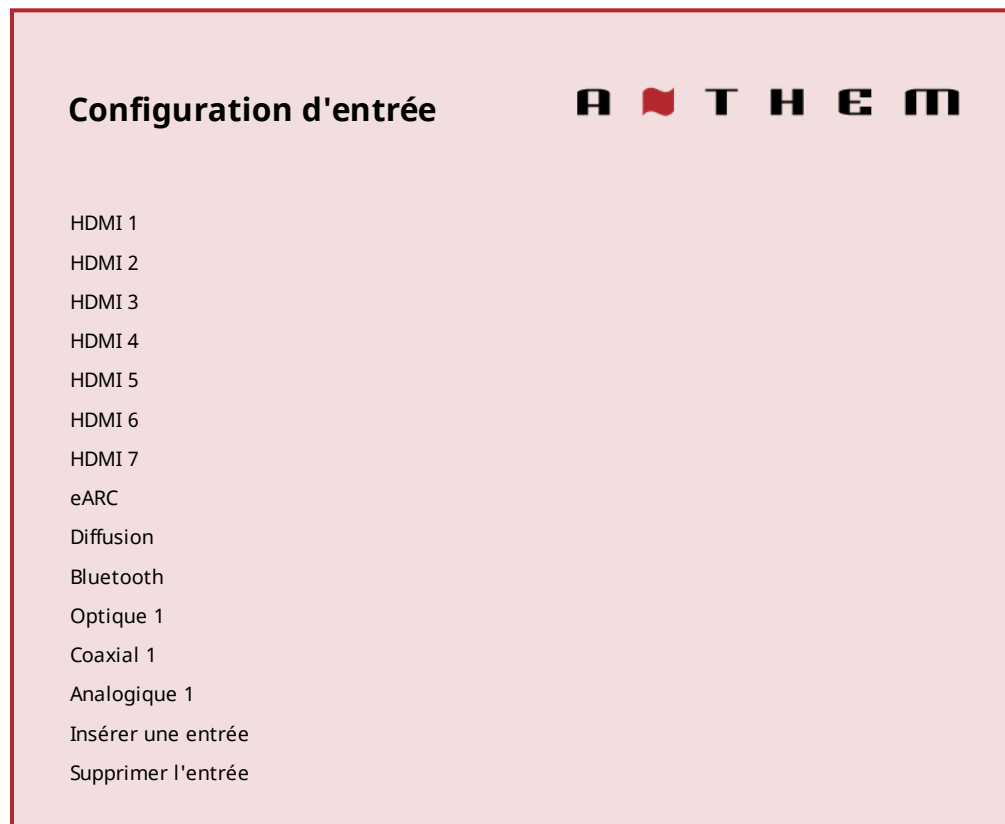 Configuration d'entrée
ANTHEM
HDMI 1
HDMI 2
HDMI 3
HDMI 4
HDMI 5
HDMI 6
HDMI 7
eARC
Diffusion
Bluetooth
Optique 1
Coaxial 1
Analogique 1
Insérer une entrée
Supprimer l'entrée